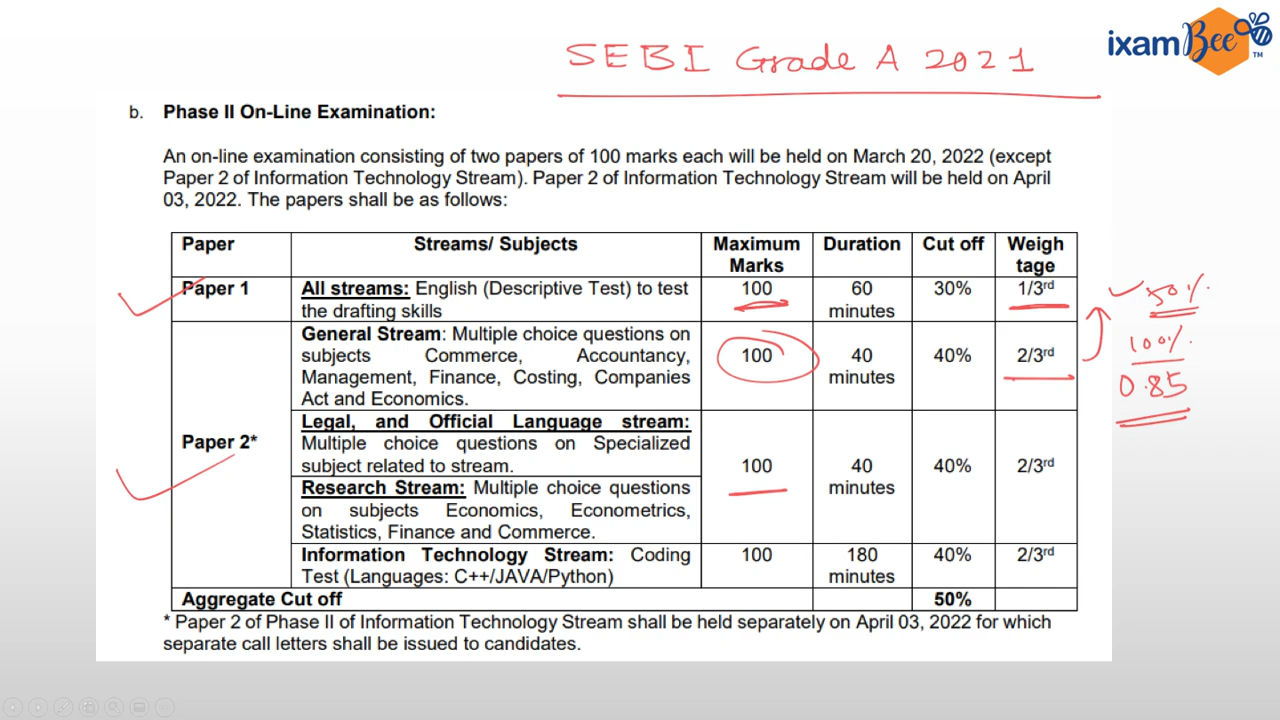 SEBI Grade A 2021
ixamBee
TM
b. Phase II On-Line Examination:
An on-line examination consisting of two papers of 100 marks each will be held on March 20, 2022 (except
Paper 2 of Information Technology Stream). Paper 2 of Information Technology Stream will be held on April
03, 2022. The papers shall be as follows:
Paper Streams/ Subjects Maximum Duration Cut off Weigh
Marks tage
Paper 1 All streams: English (Descriptive Test) to test 100 60 30% 1/3rd
the drafting skills minutes
General Stream: Multiple choice questions on
subjects Commerce, Accountancy, 100 40 40% 2/3rd
Management, Finance, Costing, Companies minutes
Act and Economics.
Legal, and Official Language stream:
Paper 2* Multiple choice questions on Specialized
subject related to stream. 100 40 40% 2/3rd
Research Stream: Multiple choice questions minutes
on subjects Economics, Econometrics,
Statistics, Finance and Commerce.
Information Technology Stream: Coding 100 180 40% 2/3rd
Test (Languages: C++/JAVA/Python) minutes
Aggregate Cut off 50%
* Paper 2 of Phase II of Information Technology Stream shall be held separately on April 03, 2022 for which
separate call letters shall be issued to candidates.
50%
100%
0.85